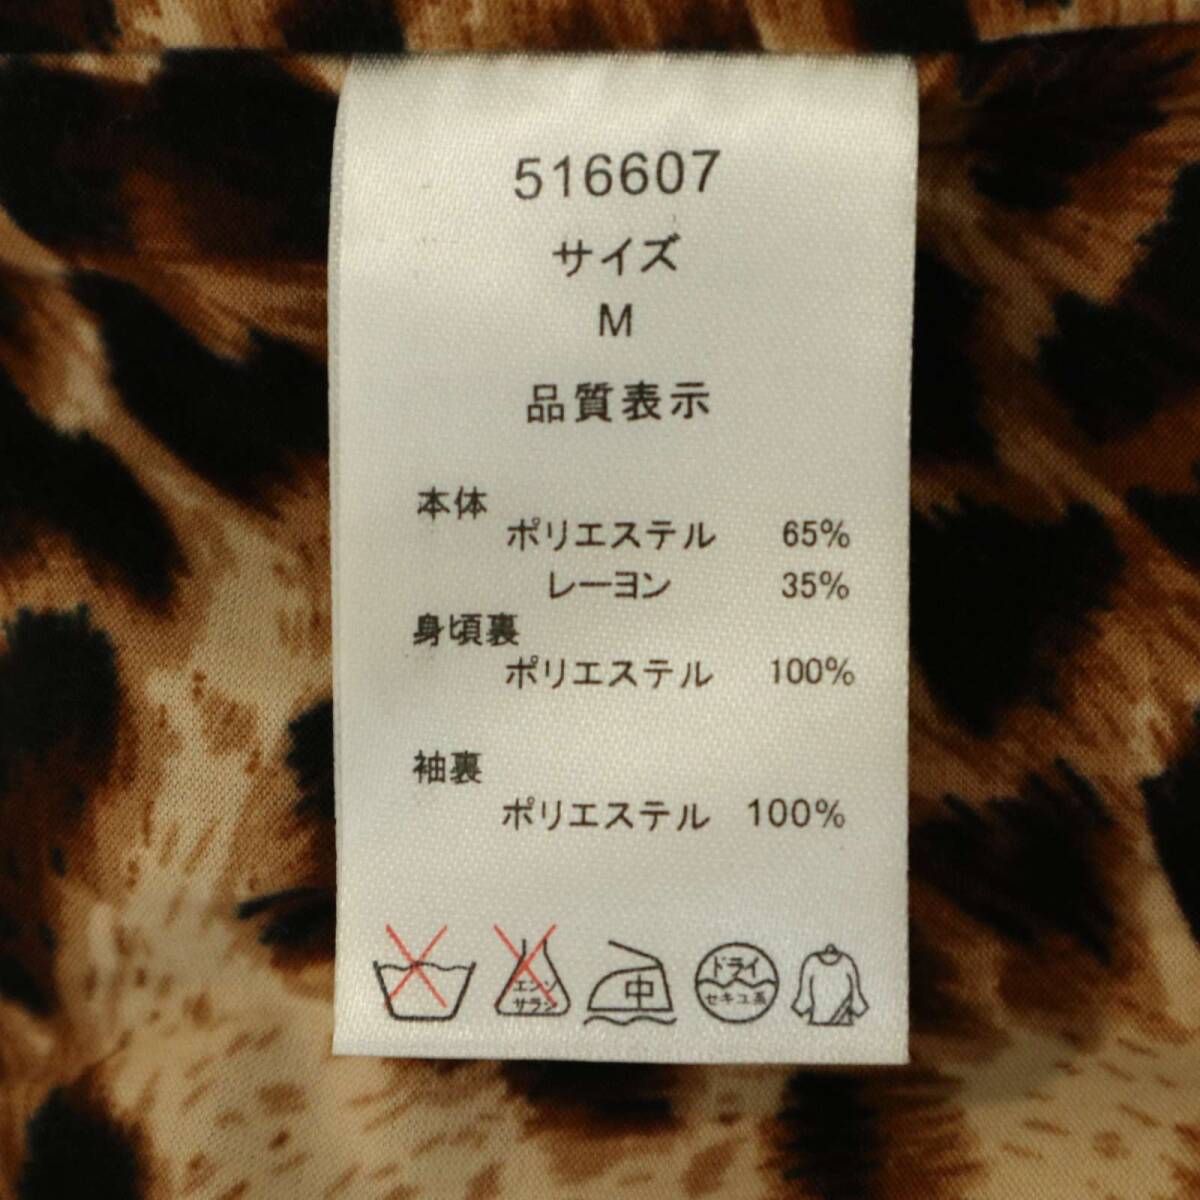 516607
サイズ
M
品質表示
本体
ポリエステル 65%
レーヨン 35%
身頃裏
ポリエステル 100%
袖裏
ポリエステル 100%
エンソ
サラシ
中
ドライ
セキユ系